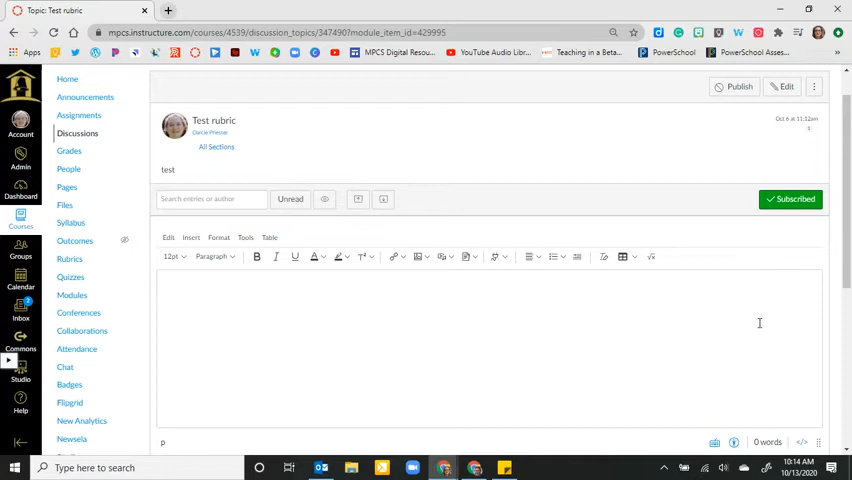 Topic: Test rubric
mpcs.instructure.com/courses/4539/discussion_topics/347490?module_item_id=429995
Apps
MPCS Digital Resou...
YouTube Audio Libr...
Teaching in a Beta...
PowerSchool
PowerSchool Asses...
Account
Admin
Dashboard
Courses
Groups
Calendar
Inbox
Commons
Studio
Help
Home
Announcements
Assignments
Discussions
Grades
People
Pages
Files
Syllabus
Outcomes
Rubrics
Quizzes
Modules
Conferences
Collaborations
Attendance
Chat
Badges
Flipgrid
New Analytics
Newsela
Publish
Edit
Test rubric
Darcie Priester
All Sections
Oct 6 at 11:12am
test
Search entries or author
Unread
Subscribed
Edit Insert Format Tools Table
12pt Paragraph B I U A T²
p
0 words </>
Type here to search
10:14 AM
10/13/2020